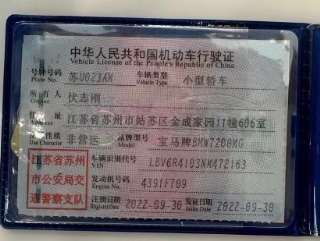 中华人民共和国机动车行驶证
Vehicle License of the People's Republic of China
号牌号码 苏U623AM 车辆类型 小型轿车
Plate No. Vehicle Type
所有人 伏志刚
Owner
住 址 江苏省苏州市姑苏区金成家园11幢606室
Address
使用性质 非营运 品牌型号 宝马牌BMW7200MG
Use Character Model
江苏省苏州 车辆识别代号 LBV6R4103NM472163
市公安局交 VIN
通警察支队 发动机号码 4391F709
Engine No.
注册日期 2022-09-30 发证日期 2022-09-30
Register Date Issue Date